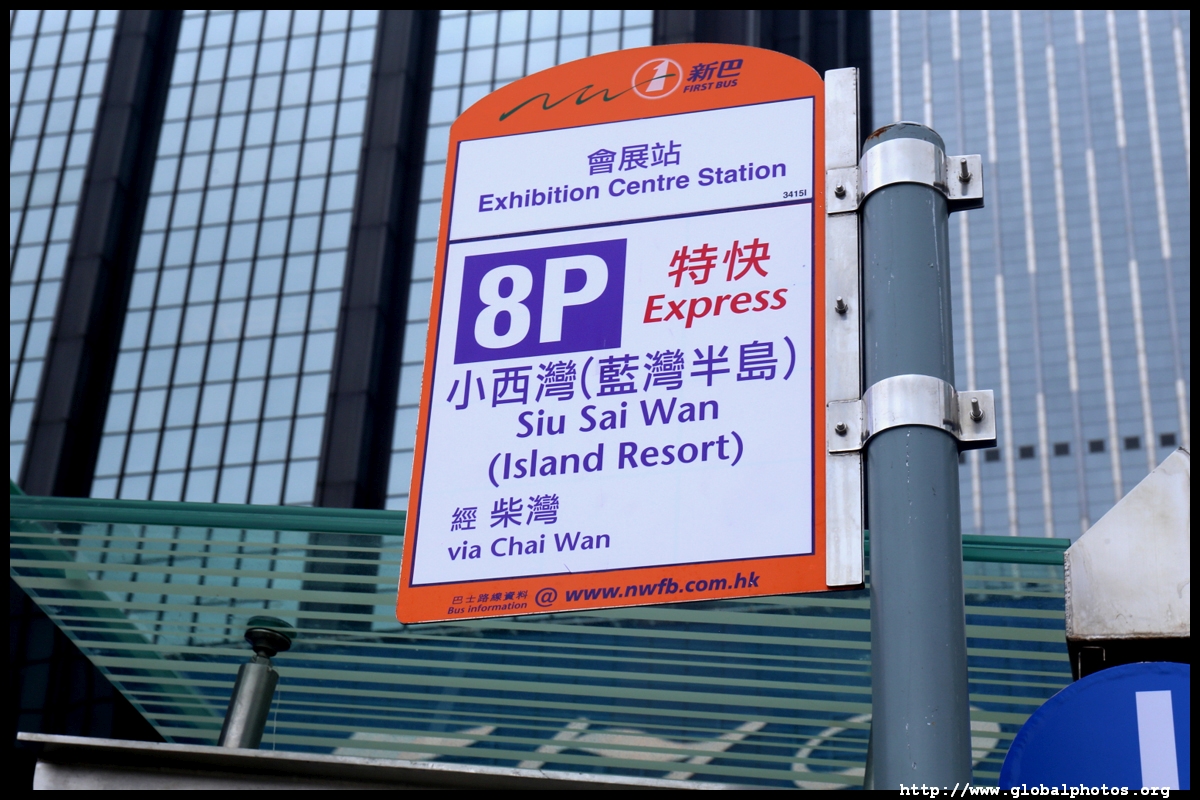 新巴
FIRST BUS
會展站
Exhibition Centre Station
3415I
8P
特快
Express
小西灣(藍灣半島)
Siu Sai Wan
(Island Resort)
經 柴灣
via Chai Wan
巴士路線資料
Bus information @ www.nwfb.com.hk
http://www.globalphotos.org